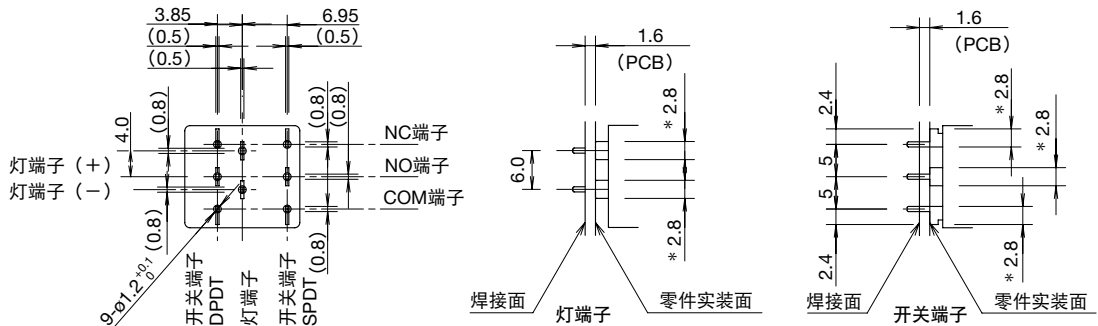 3.85
6.95
(0.5)
(0.5)
(0.5)
4.0
(0.8)
(0.8)
(0.8)
NC端子
灯端子（+）
NO端子
灯端子（−）
COM端子
(0.8)
(0.8)
9-ø1.2 +0.1 0
开关端子
DPDT
灯端子
开关端子
SPDT
1.6
(PCB)
＊2.8
6.0
＊2.8
焊接面
灯端子
零件实装面
1.6
(PCB)
2.4
＊2.8
＊2.8
5
5
2.4
＊2.8
焊接面
开关端子
零件实装面